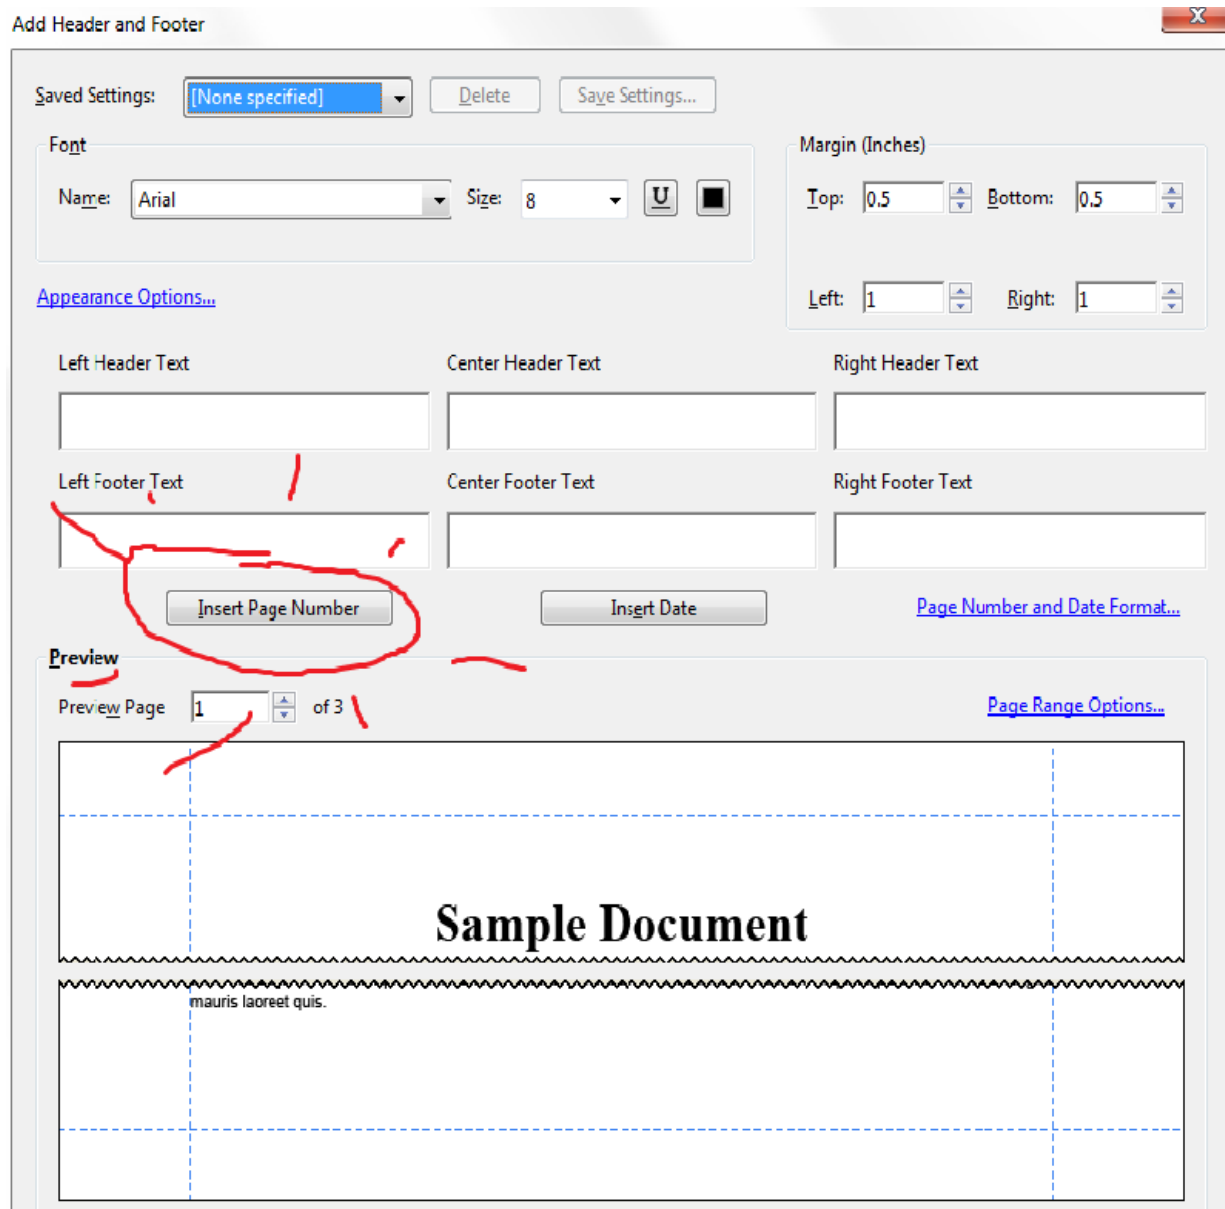 Add Header and Footer
x
Saved Settings: [None specified] Delete Save Settings...
Font Margin (Inches)
Name: Arial Size: 8 U Top: 0.5 Bottom: 0.5
Appearance Options... Left: 1 Right: 1
Left Header Text Center Header Text Right Header Text
Left Footer Text Center Footer Text Right Footer Text
Insert Page Number Insert Date Page Number and Date Format...
Preview
Preview Page 1 of 3 Page Range Options...
Sample Document
mauris laoreet quis.